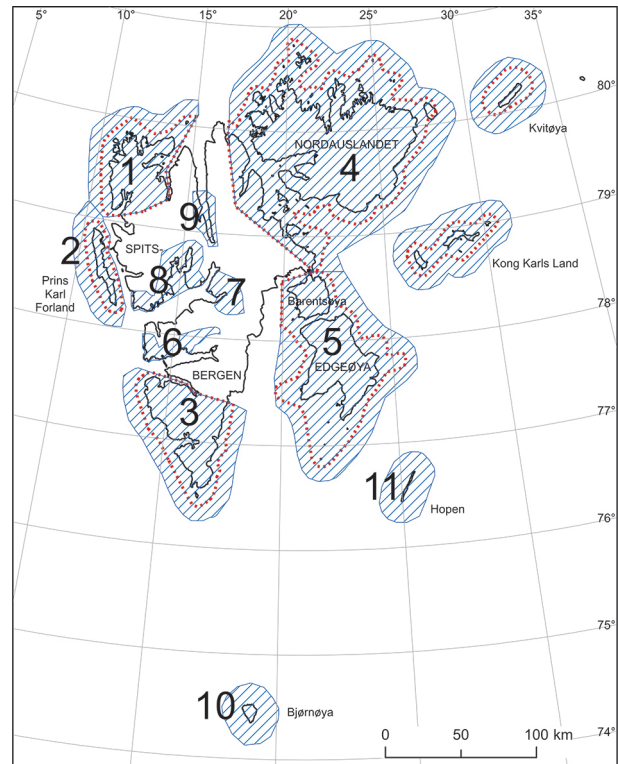 5°
10°
15°
20°
25°
30°
35°
80°
Kvitøya
NORDAUSLANDET
4
1
79°
9
2
SPITS-
Kong Karls Land
Prins
Karl
Forland
8
7
Barentsøya
78°
6
5
EDGEØYA
BERGEN
3
77°
11
Hopen
76°
75°
10
Bjørnøya
74°
0 50 100 km